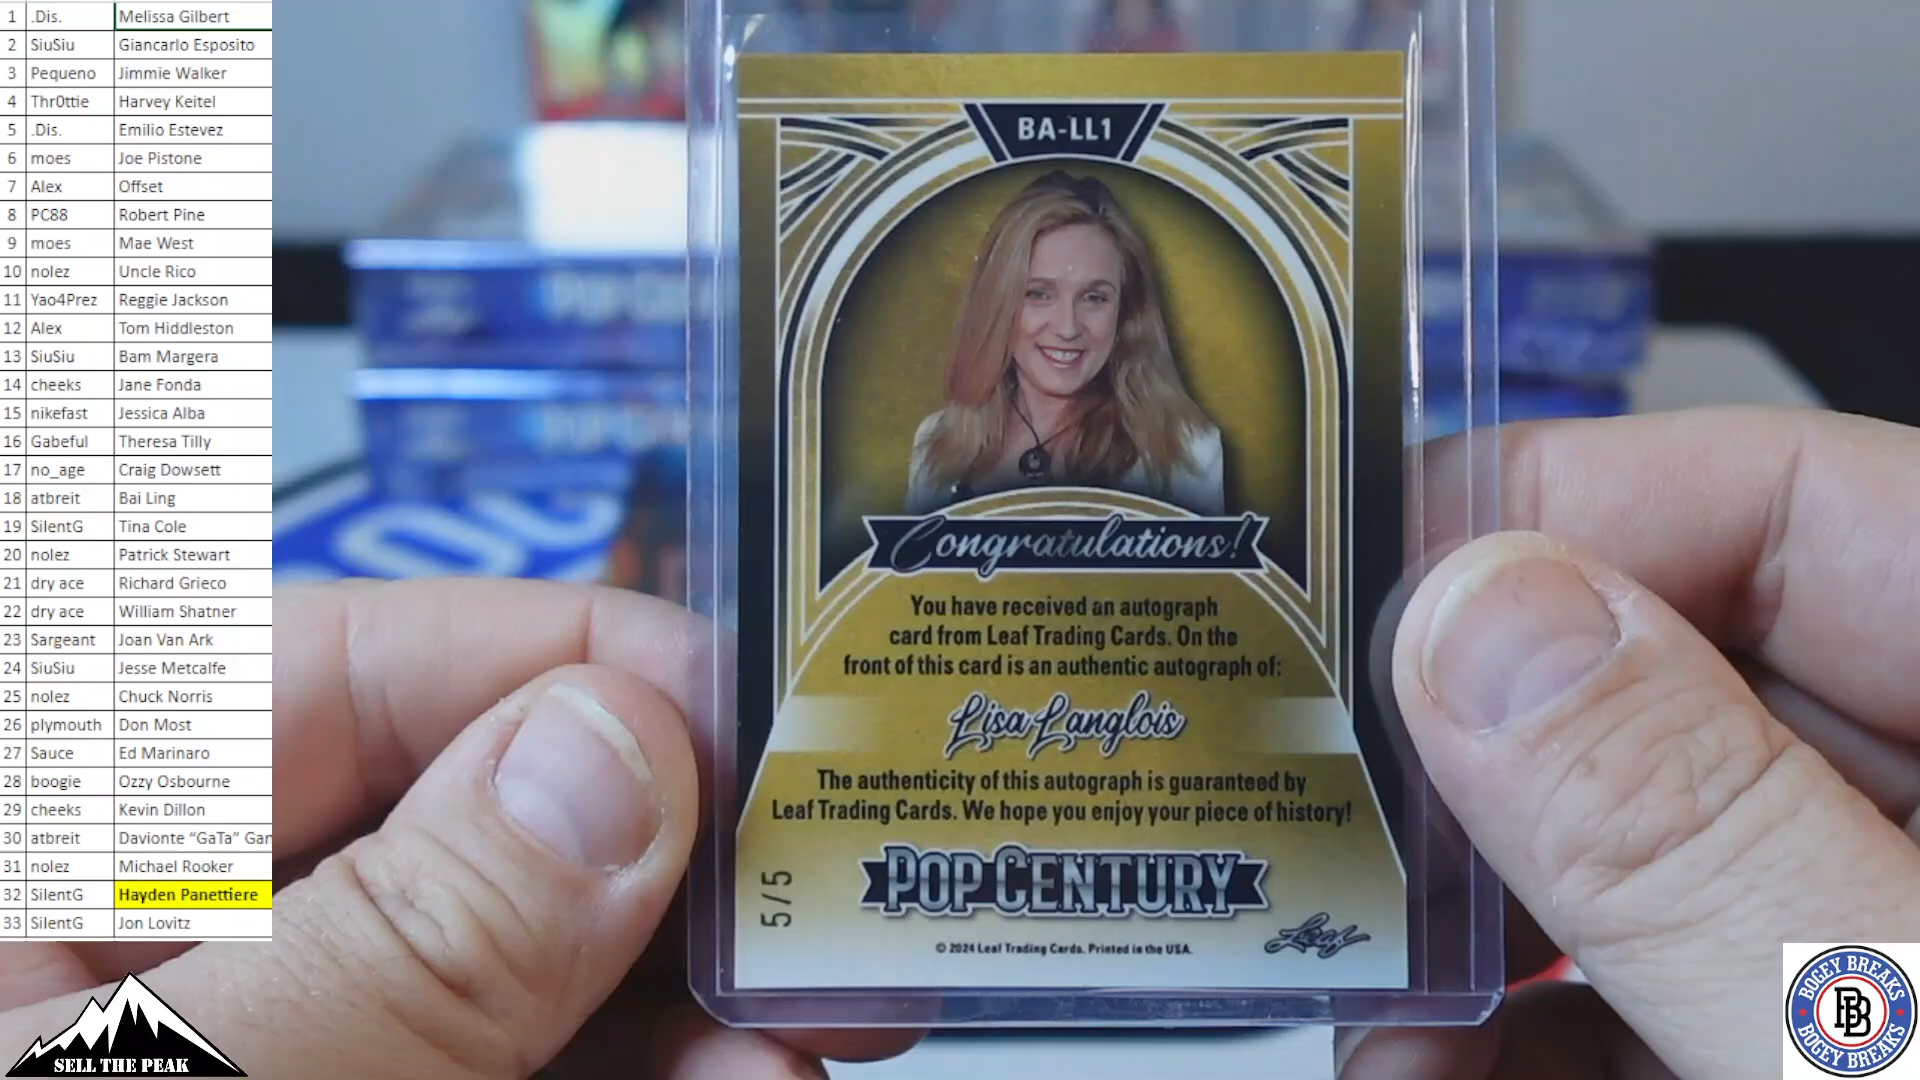 1 .Dis. Melissa Gilbert
2 SiuSiu Giancarlo Esposito
3 Pequeno Jimmie Walker
4 Thr0ttie Harvey Keitel
5 .Dis. Emilio Estevez
6 moes Joe Pistone
7 Alex Offset
8 PC88 Robert Pine
9 moes Mae West
10 nolez Uncle Rico
11 Yao4Prez Reggie Jackson
12 Alex Tom Hiddleston
13 SiuSiu Bam Margera
14 cheeks Jane Fonda
15 nikefast Jessica Alba
16 Gabeful Theresa Tilly
17 no_age Craig Dowsett
18 atbreit Bai Ling
19 SilentG Tina Cole
20 nolez Patrick Stewart
21 dry ace Richard Grieco
22 dry ace William Shatner
23 Sargeant Joan Van Ark
24 SiuSiu Jesse Metcalfe
25 nolez Chuck Norris
26 plymouth Don Most
27 Sauce Ed Marinaro
28 boogie Ozzy Osbourne
29 cheeks Kevin Dillon
30 atbreit Davionte “GaTa” Gan
31 nolez Michael Rooker
32 SilentG Hayden Panettiere
33 SilentG Jon Lovitz
SELL THE PEAK
BA-LL1
Congratulations!
You have received an autograph
card from Leaf Trading Cards. On the
front of this card is an authentic autograph of:
Lisa Langlois
The authenticity of this autograph is guaranteed by
Leaf Trading Cards. We hope you enjoy your piece of history!
5/5
POP CENTURY
Leaf
© 2024 Leaf Trading Cards. Printed in the USA.
BOGEY BREAKS
BB
BOGEY BREAKS